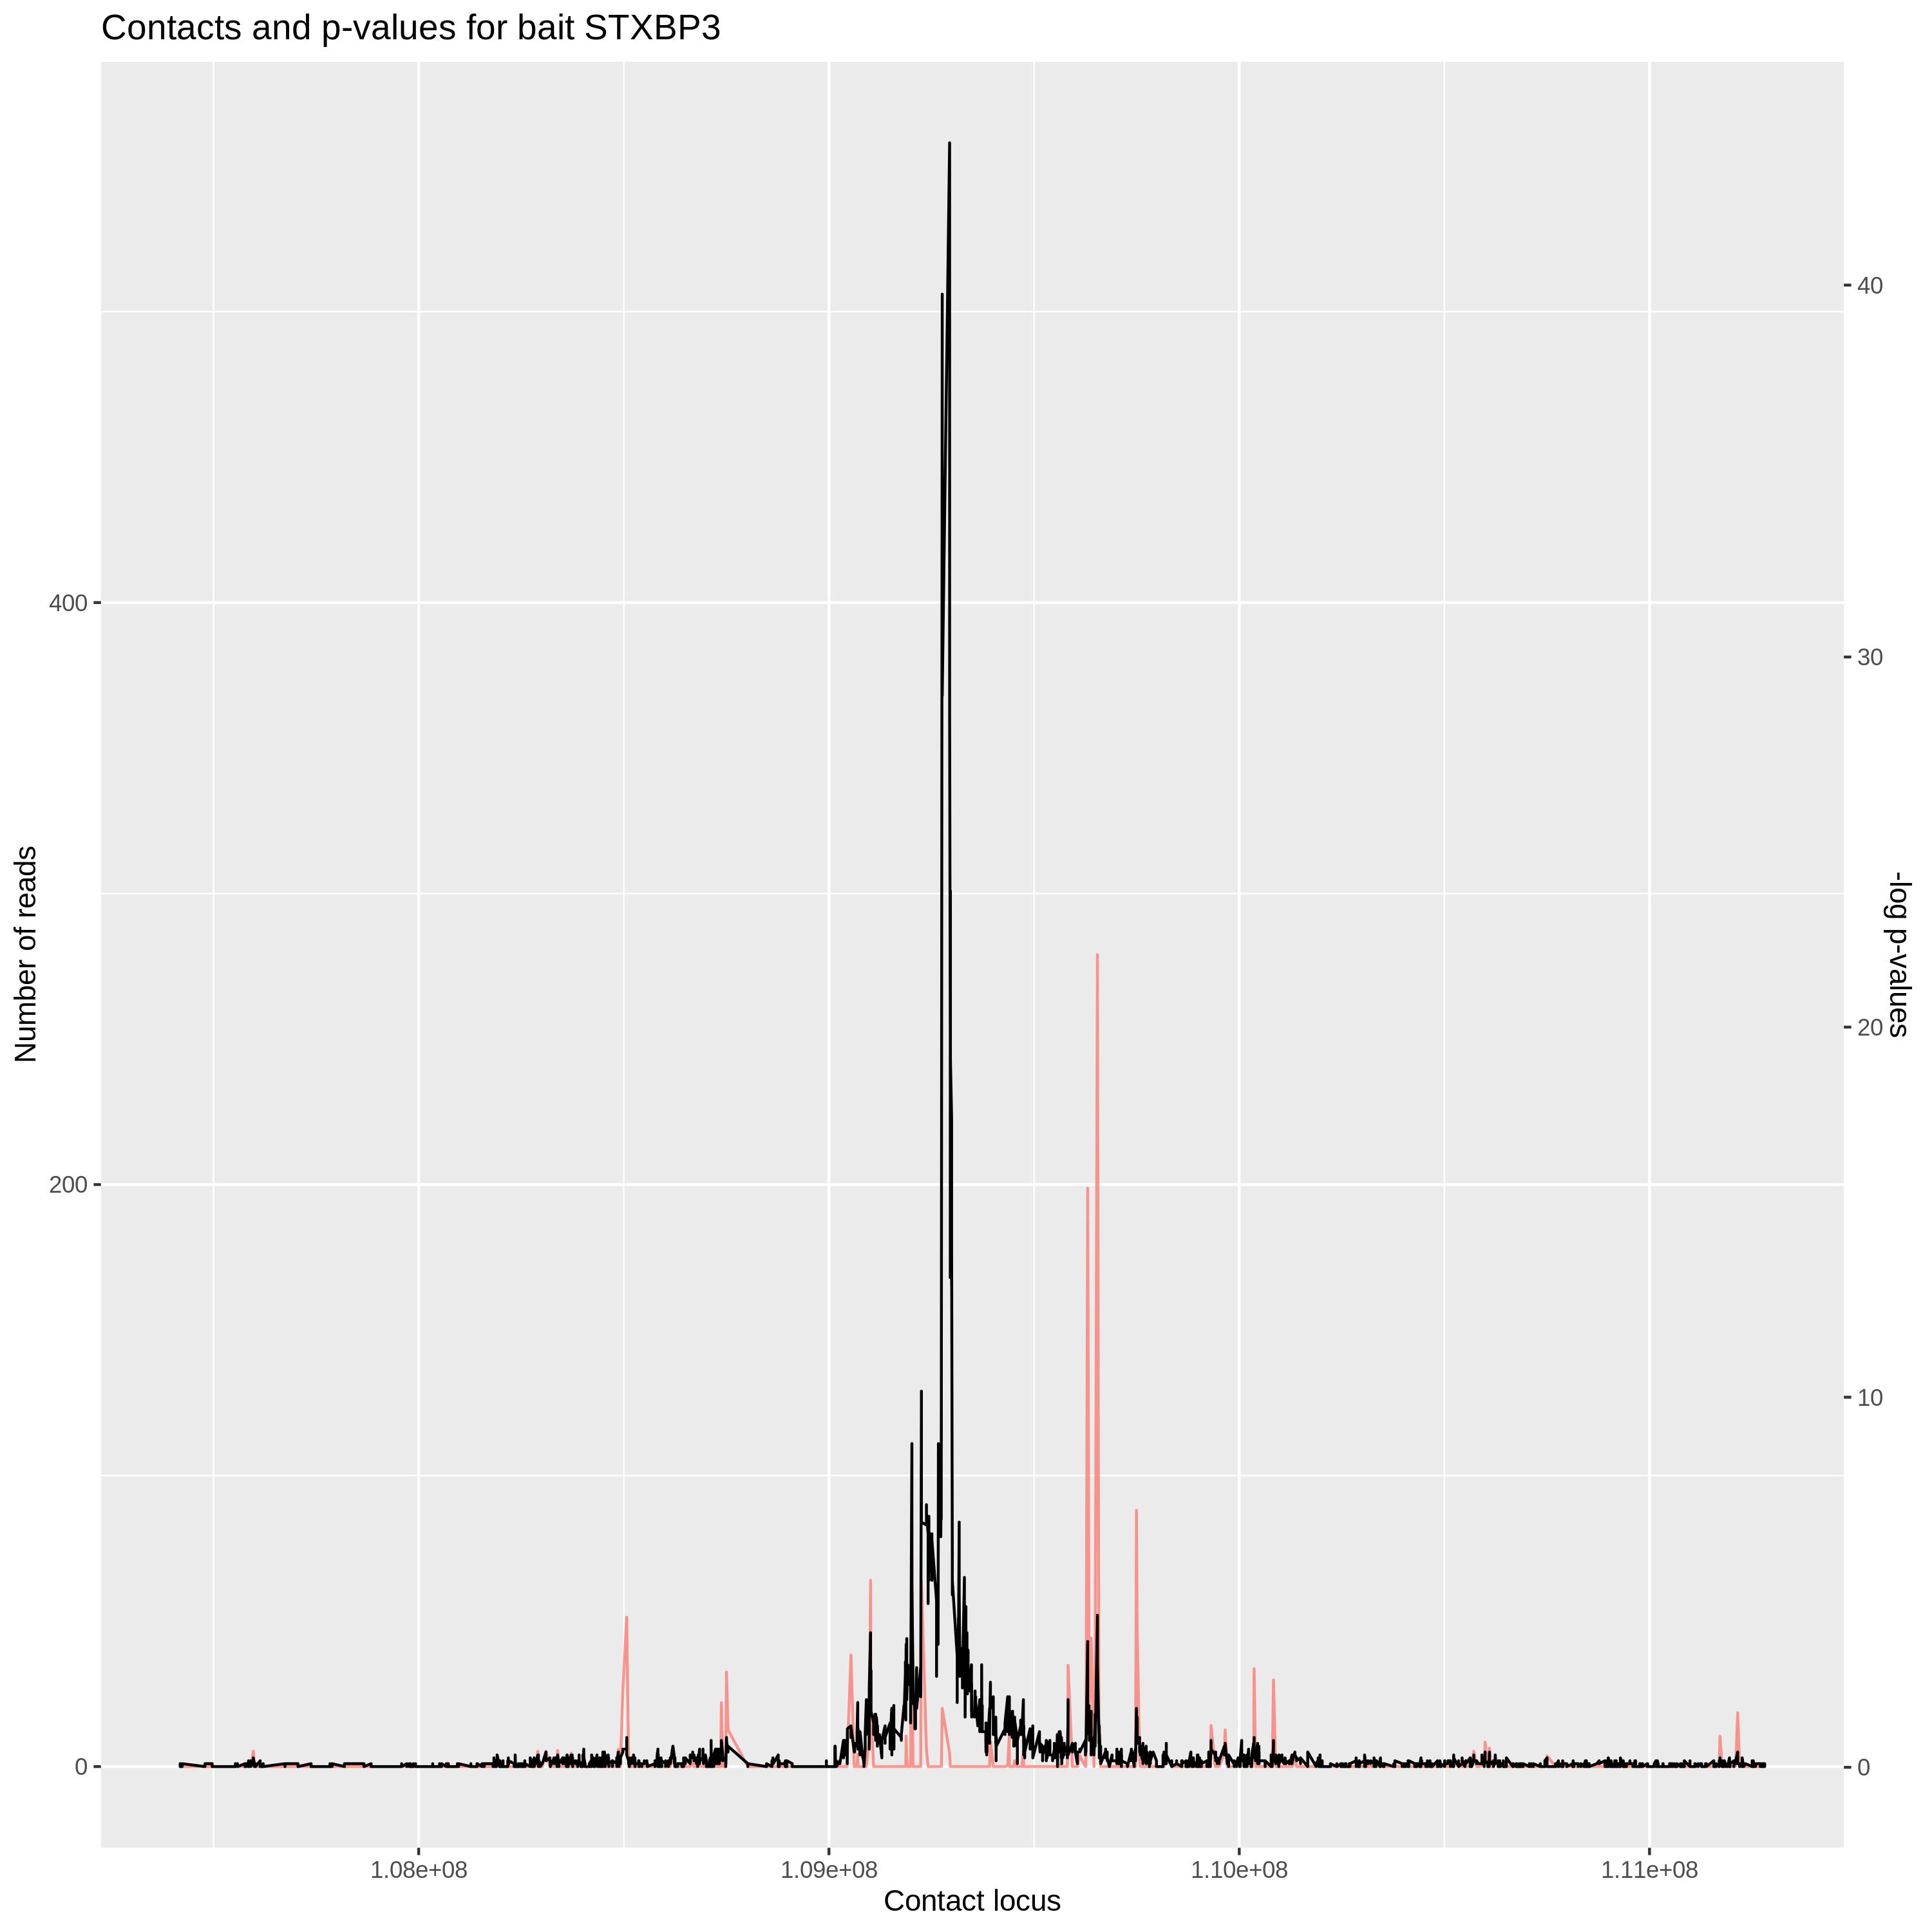 Contacts and p-values for bait STXBP3
Number of reads
400
200
0
40
30
20
10
0
-log p-values
1.08e+08
1.09e+08
1.10e+08
1.11e+08
Contact locus